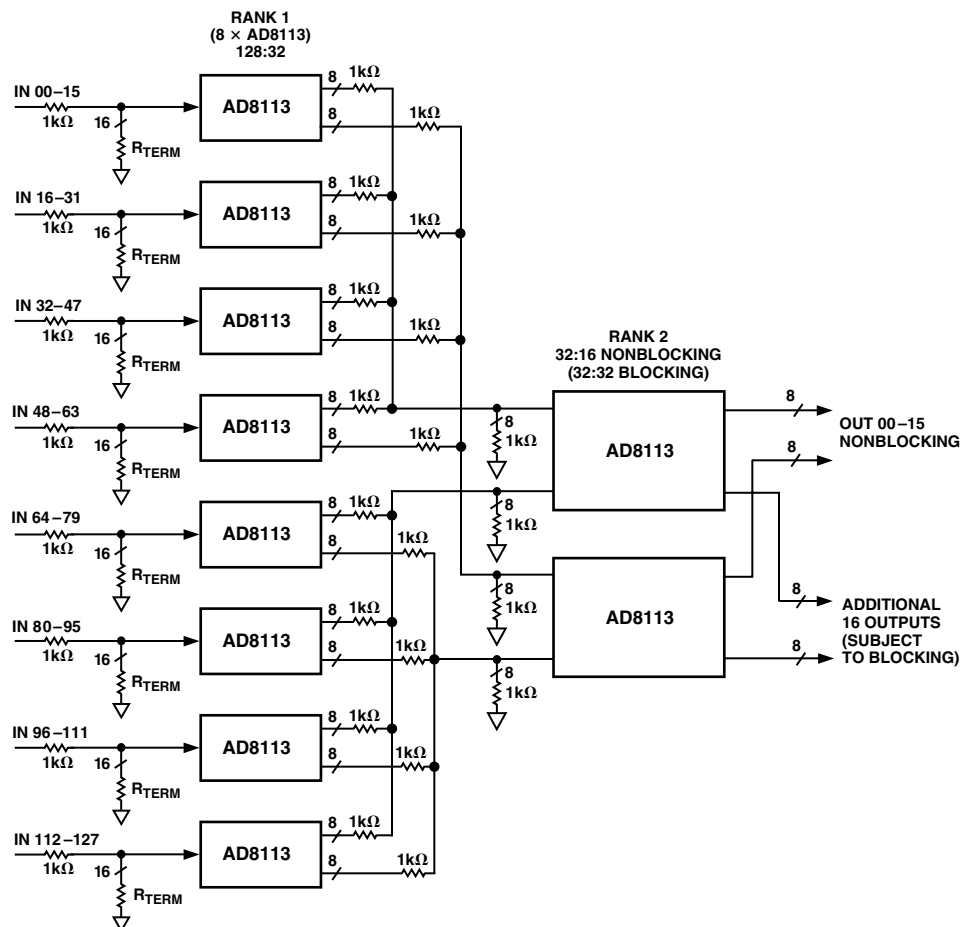 RANK 1
(8 × AD8113)
128:32
IN 00–15
1kΩ
16
RTERM
AD8113
8
1kΩ
8
1kΩ
IN 16–31
1kΩ
16
RTERM
AD8113
8
1kΩ
8
1kΩ
IN 32–47
1kΩ
16
RTERM
AD8113
8
1kΩ
8
1kΩ
IN 48–63
1kΩ
16
RTERM
AD8113
8
1kΩ
8
1kΩ
IN 64–79
1kΩ
16
RTERM
AD8113
8
1kΩ
8
1kΩ
IN 80–95
1kΩ
16
RTERM
AD8113
8
1kΩ
8
1kΩ
IN 96–111
1kΩ
16
RTERM
AD8113
8
1kΩ
8
1kΩ
IN 112–127
1kΩ
16
RTERM
AD8113
8
1kΩ
8
1kΩ
RANK 2
32:16 NONBLOCKING
(32:32 BLOCKING)
8
1kΩ
8
1kΩ
AD8113
8
1kΩ
8
1kΩ
AD8113
8
OUT 00–15
NONBLOCKING
8
8
ADDITIONAL
16 OUTPUTS
(SUBJECT
TO BLOCKING)
8